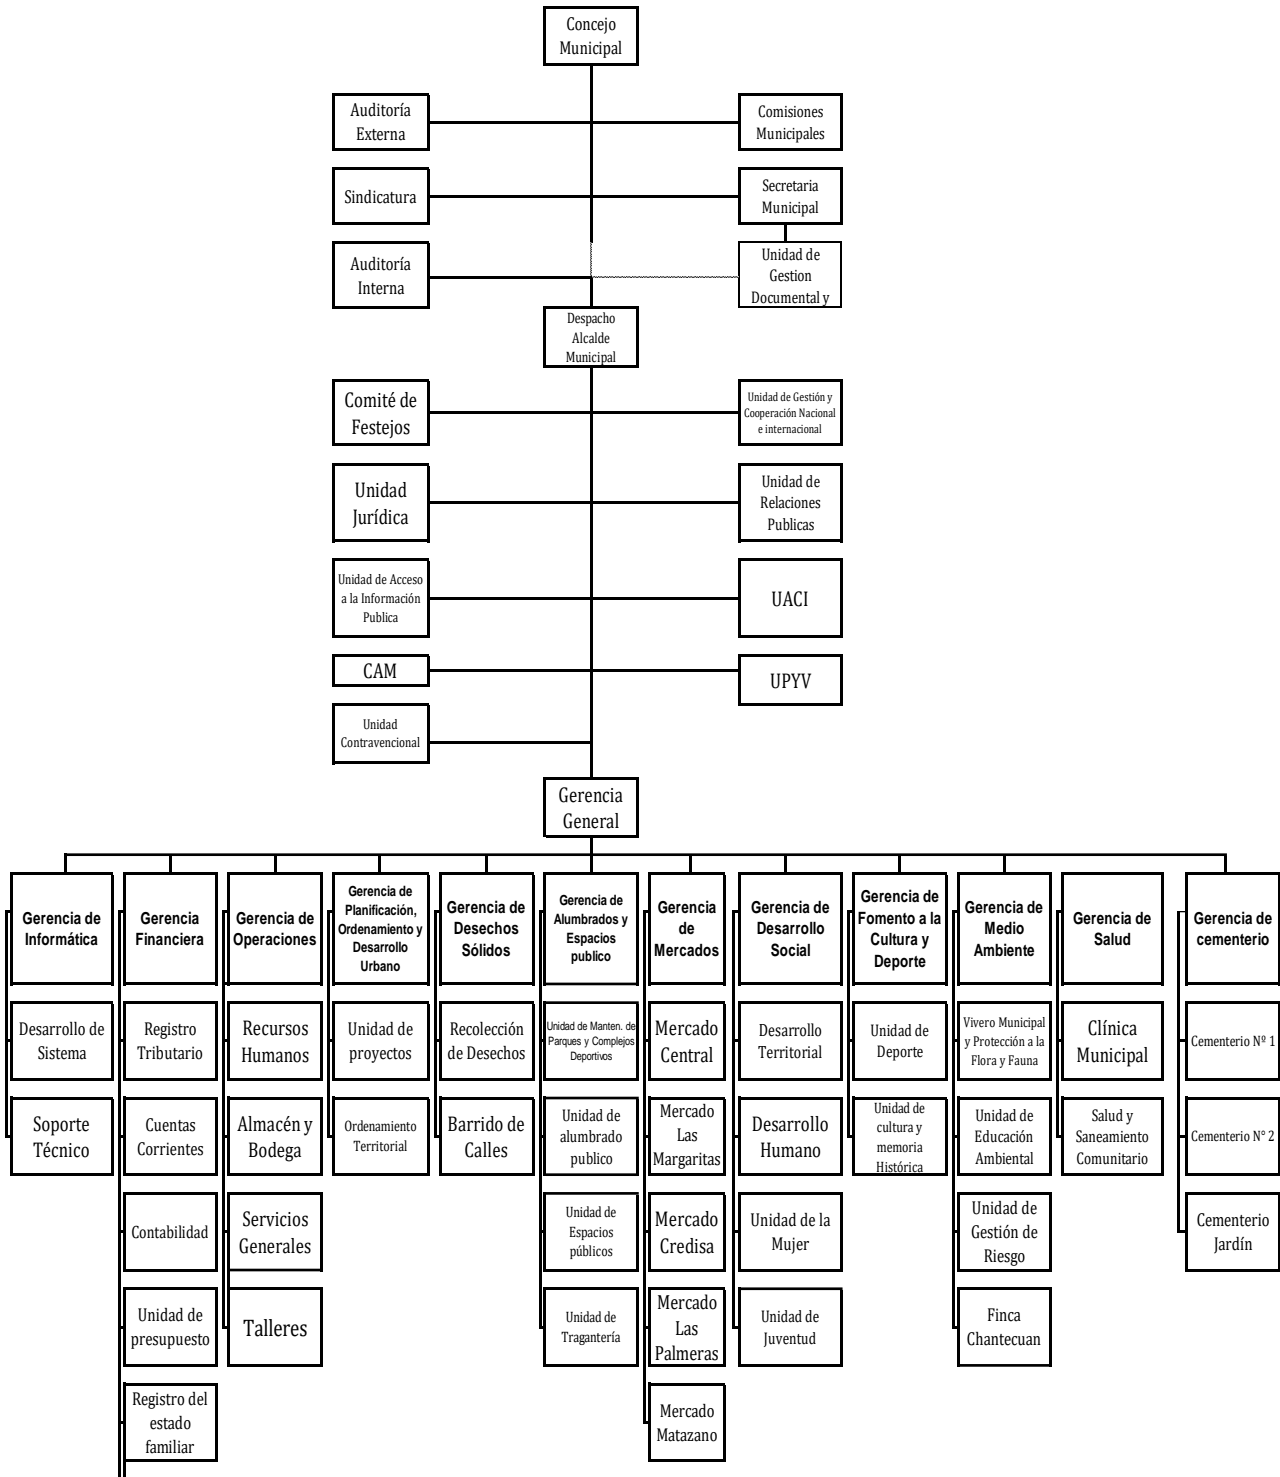 Concejo
Municipal
Auditoría
Externa
Comisiones
Municipales
Sindicatura
Secretaria
Municipal
Auditoría
Interna
Unidad de
Gestion
Documental y
Despacho
Alcalde
Municipal
Comité de
Festejos
Unidad de Gestión y
Cooperación Nacional
e internacional
Unidad
Jurídica
Unidad de
Relaciones
Publicas
Unidad de Acceso
a la Información
Publica
UACI
CAM
UPYV
Unidad
Contravencional
Gerencia
General
Gerencia de
Informática
Gerencia
Financiera
Gerencia de
Operaciones
Gerencia de
Planificación,
Ordenamiento y
Desarrollo
Urbano
Gerencia de
Desechos
Sólidos
Gerencia de
Alumbrados y
Espacios
publico
Gerencia
de
Mercados
Gerencia de
Desarrollo
Social
Gerencia de
Fomento a la
Cultura y
Deporte
Gerencia de
Medio
Ambiente
Gerencia de
Salud
Gerencia de
cementerio
Desarrollo de
Sistema
Registro
Tributario
Recursos
Humanos
Unidad de
proyectos
Recolección
de Desechos
Unidad de Manten. de
Parques y Complejos
Deportivos
Mercado
Central
Desarrollo
Territorial
Unidad de
Deporte
Vivero Municipal
y Protección a la
Flora y Fauna
Clínica
Municipal
Cementerio Nº 1
Soporte
Técnico
Cuentas
Corrientes
Almacén y
Bodega
Ordenamiento
Territorial
Barrido de
Calles
Unidad de
alumbrado
publico
Mercado
Las
Margaritas
Desarrollo
Humano
Unidad de
cultura y
memoria
Histórica
Unidad de
Educación
Ambiental
Salud y
Saneamiento
Comunitario
Cementerio N° 2
Contabilidad
Servicios
Generales
Unidad de
Espacios
públicos
Mercado
Credisa
Unidad de la
Mujer
Unidad de
Gestión de
Riesgo
Cementerio
Jardín
Unidad de
presupuesto
Talleres
Unidad de
Tragantería
Mercado
Las
Palmeras
Unidad de
Juventud
Finca
Chantecuan
Registro del
estado
familiar
Mercado
Matazano